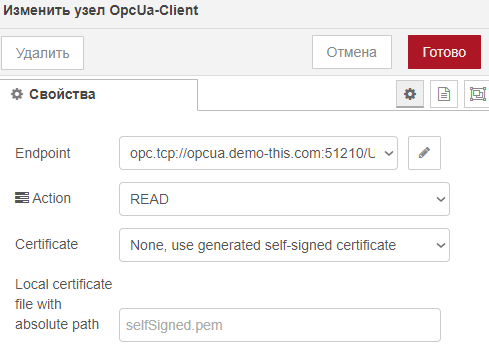 Изменить узел OpcUa-Client
Удалить
Отмена
Готово
Свойства
Endpoint
opc.tcp://opcua.demo-this.com:51210/U
Action
READ
Certificate
None, use generated self-signed certificate
Local certificate
file with
absolute path
selfSigned.pem